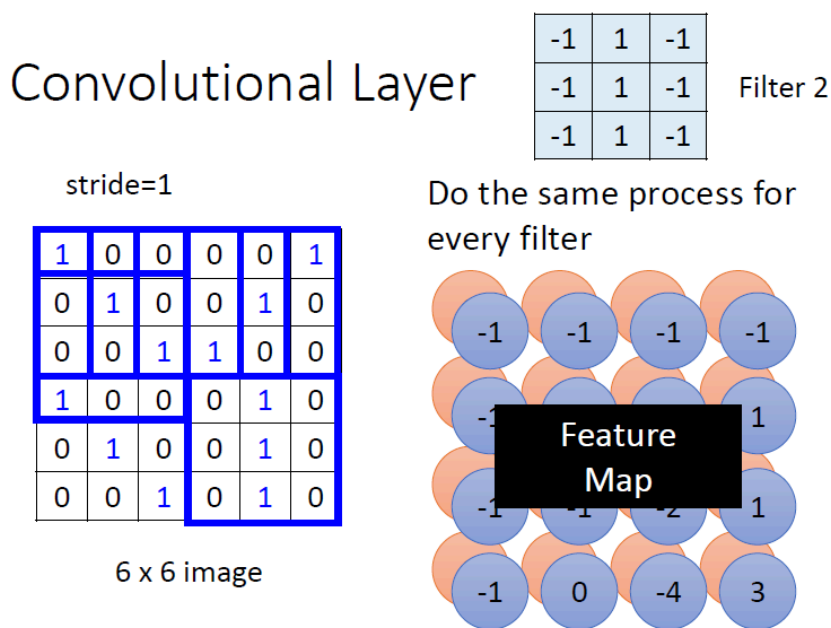 Convolutional Layer
-1 1 -1
-1 1 -1
-1 1 -1
Filter 2
stride=1
1 0 0 0 0 1
0 1 0 0 1 0
0 0 1 1 0 0
1 0 0 0 1 0
0 1 0 0 1 0
0 0 1 0 1 0
6 x 6 image
Do the same process for
every filter
-1 -1 -1 -1
1
Feature
Map
1
-1 0 -4 3